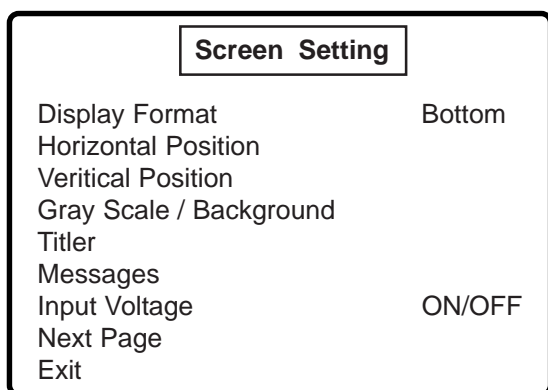 Screen Setting
Display Format Bottom
Horizontal Position
Veritical Position
Gray Scale / Background
Titler
Messages
Input Voltage ON/OFF
Next Page
Exit